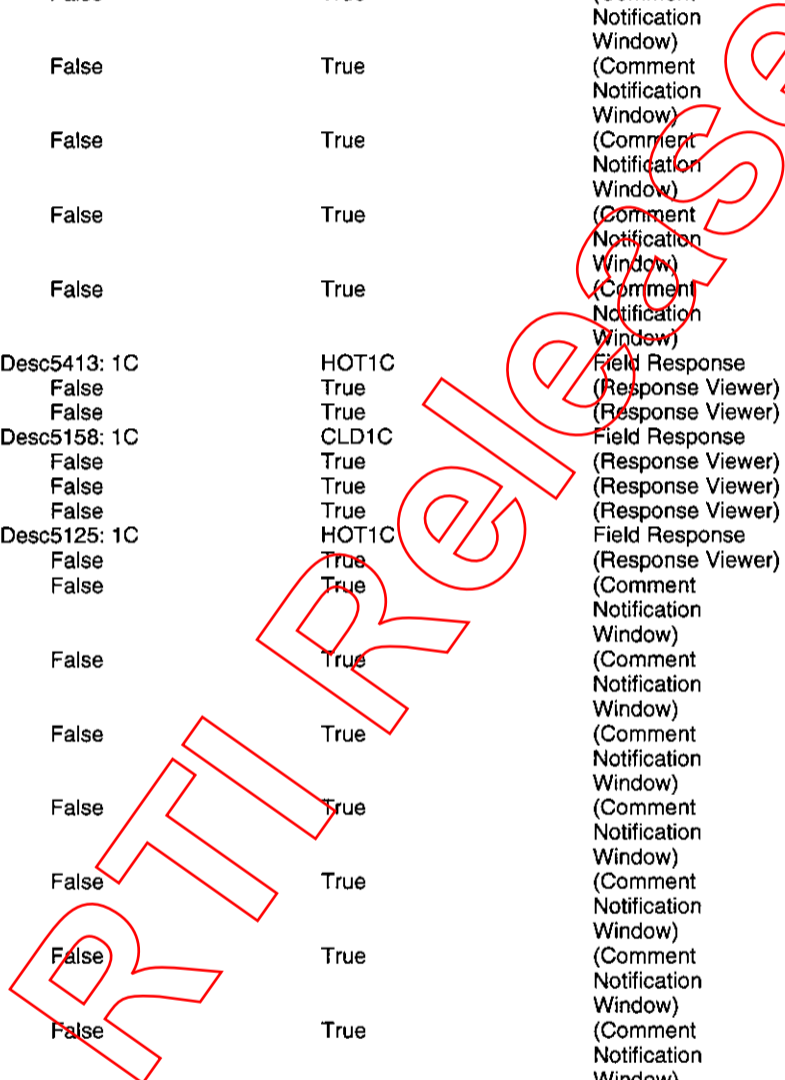 False True (Comment
Notification
Window)
False True (Comment
Notification
Window)
False True (Comment
Notification
Window)
False True (Comment
Notification
Window)
False True (Comment
Notification
Window)
Desc5413: 1C HOT1C Field Response
False True (Response Viewer)
False True (Response Viewer)
Desc5158: 1C CLD1C Field Response
False True (Response Viewer)
False True (Response Viewer)
False True (Response Viewer)
Desc5125: 1C HOT1C Field Response
False True (Response Viewer)
False True (Comment
Notification
Window)
False True (Comment
Notification
Window)
False True (Comment
Notification
Window)
False True (Comment
Notification
Window)
False True (Comment
Notification
Window)
False True (Comment
Notification
Window)
False True (Comment
Notification
Window)
RTI Release